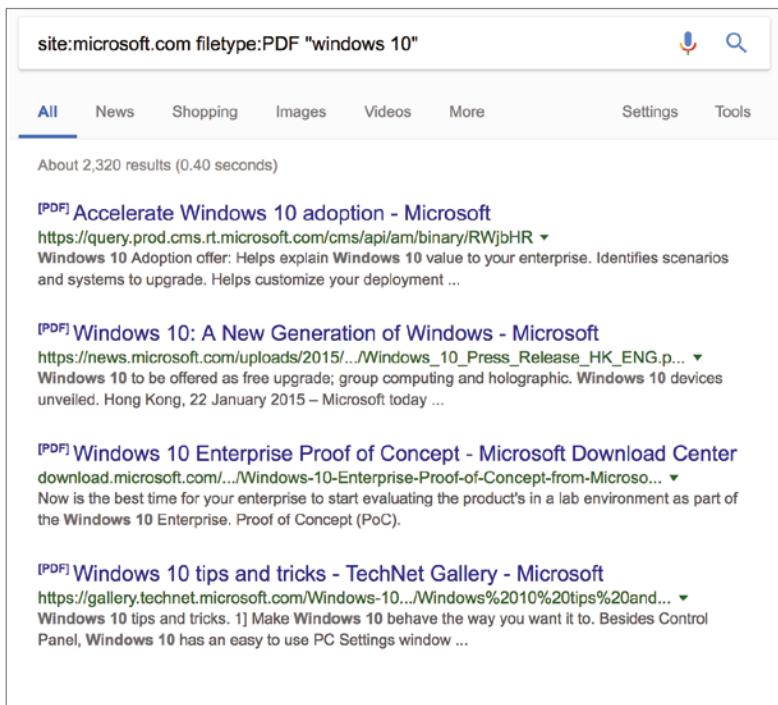 site:microsoft.com filetype:PDF "windows 10"
All News Shopping Images Videos More Settings Tools
About 2,320 results (0.40 seconds)
[PDF] Accelerate Windows 10 adoption - Microsoft
https://query.prod.cms.rt.microsoft.com/cms/api/am/binary/RWjbHR
Windows 10 Adoption offer: Helps explain Windows 10 value to your enterprise. Identifies scenarios
and systems to upgrade. Helps customize your deployment ...
[PDF] Windows 10: A New Generation of Windows - Microsoft
https://news.microsoft.com/uploads/2015/.../Windows_10_Press_Release_HK_ENG.p...
Windows 10 to be offered as free upgrade; group computing and holographic. Windows 10 devices
unveiled. Hong Kong, 22 January 2015 – Microsoft today ...
[PDF] Windows 10 Enterprise Proof of Concept - Microsoft Download Center
download.microsoft.com/.../Windows-10-Enterprise-Proof-of-Concept-from-Microso...
Now is the best time for your enterprise to start evaluating the product's in a lab environment as part of
the Windows 10 Enterprise. Proof of Concept (PoC).
[PDF] Windows 10 tips and tricks - TechNet Gallery - Microsoft
https://gallery.technet.microsoft.com/Windows-10.../Windows%2010%20tips%20and...
Windows 10 tips and tricks. 1] Make Windows 10 behave the way you want it to. Besides Control
Panel, Windows 10 has an easy to use PC Settings window ...